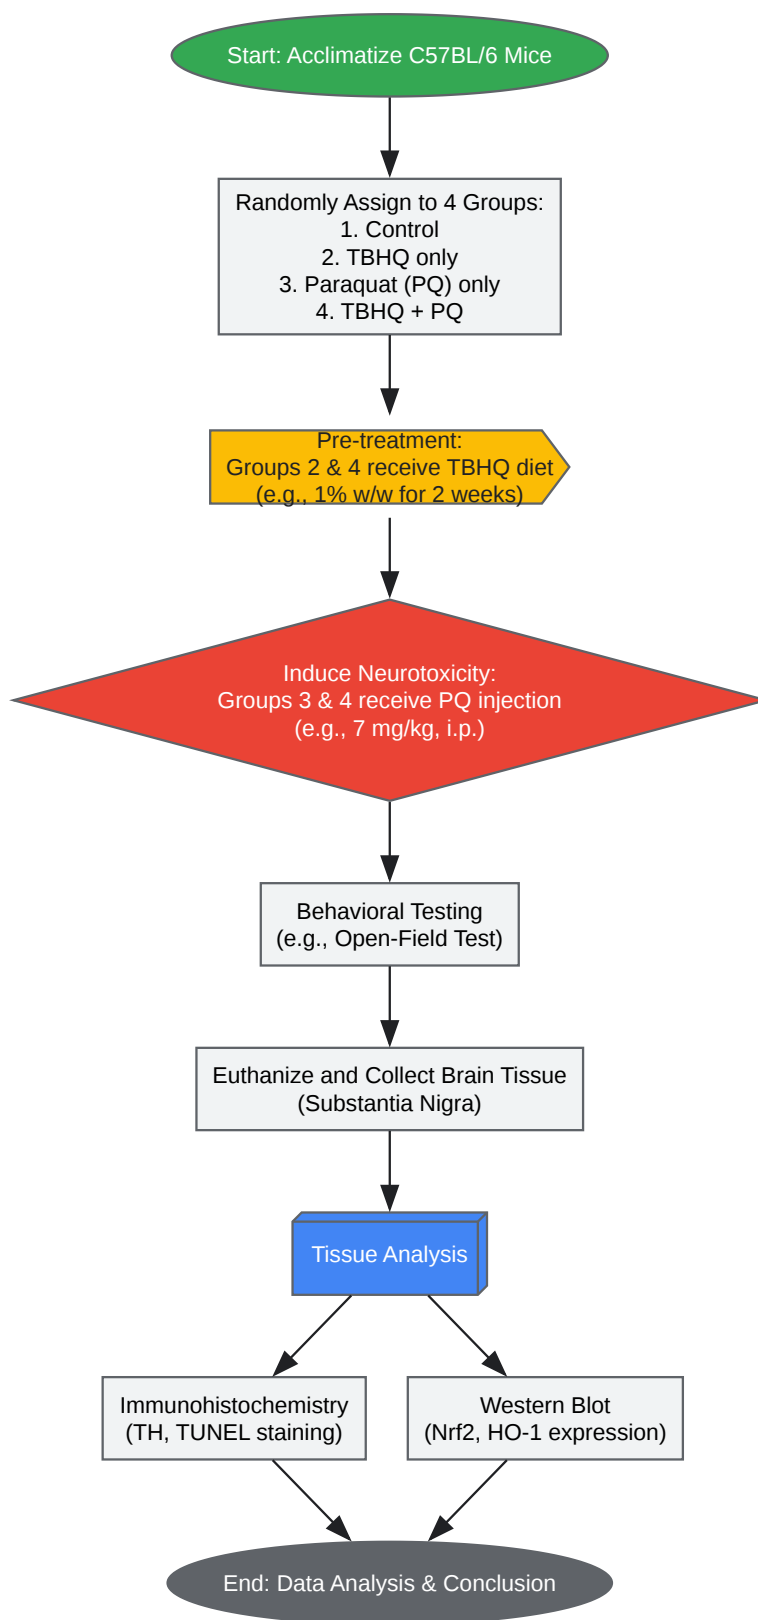 Start: Acclimatize C57BL/6 Mice
Randomly Assign to 4 Groups:
1. Control
2. TBHQ only
3. Paraquat (PQ) only
4. TBHQ + PQ
Pre-treatment:
Groups 2 & 4 receive TBHQ diet
(e.g., 1% w/w for 2 weeks)
Induce Neurotoxicity:
Groups 3 & 4 receive PQ injection
(e.g., 7 mg/kg, i.p.)
Behavioral Testing
(e.g., Open-Field Test)
Euthanize and Collect Brain Tissue
(Substantia Nigra)
Tissue Analysis
Immunohistochemistry
(TH, TUNEL staining)
Western Blot
(Nrf2, HO-1 expression)
End: Data Analysis & Conclusion